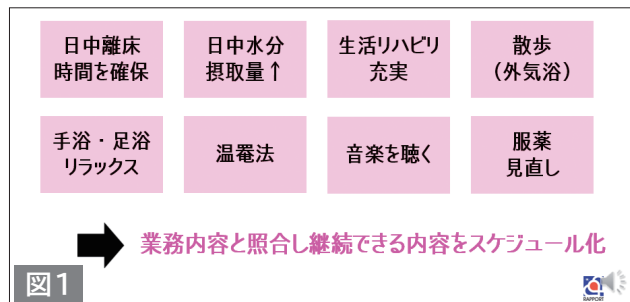 日中離床
時間を確保
日中水分
摂取量↑
生活リハビリ
充実
散歩
（外気浴）
手浴・足浴
リラックス
温罨法
音楽を聴く
服薬
見直し
業務内容と照合し継続できる内容をスケジュール化
図1
RAPPORT